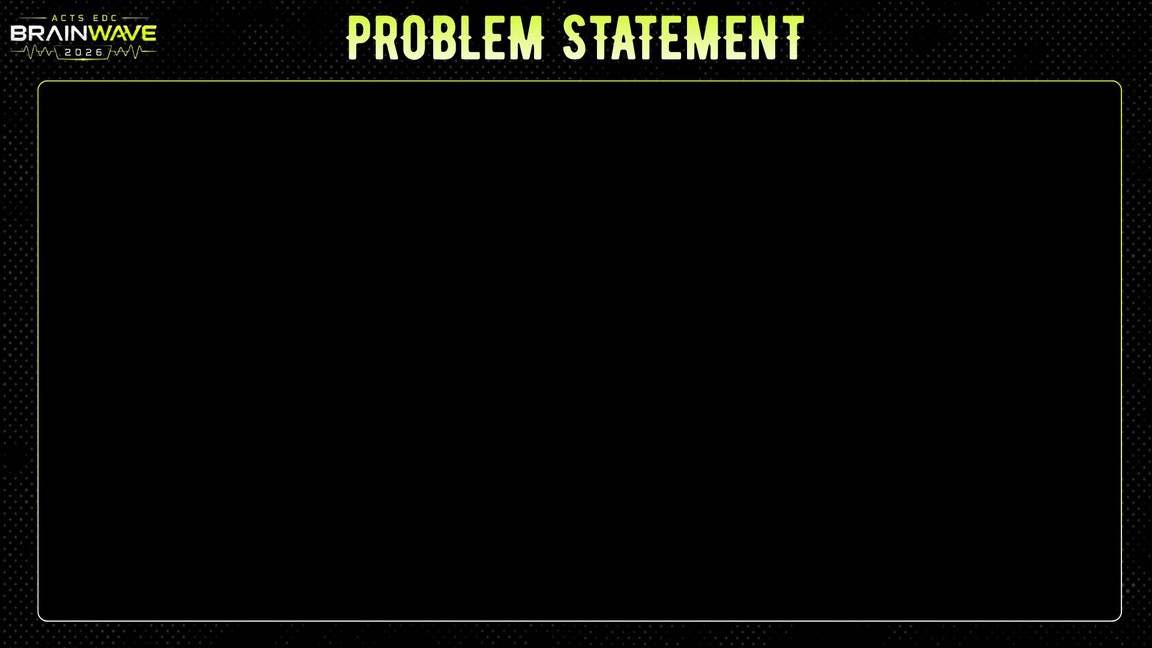 ACTS EDC
BRAINWAVE
2026
PROBLEM STATEMENT